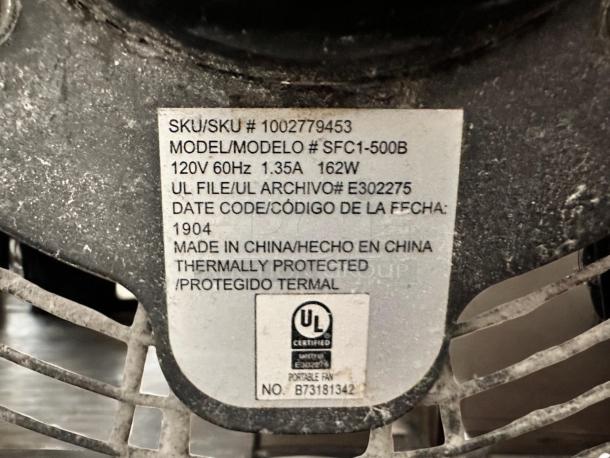 SKU/SKU # 1002779453
MODEL/MODELO # SFC1-500B
120V 60Hz 1.35A 162W
UL FILE/UL ARCHIVO# E302275
DATE CODE/CÓDIGO DE LA FECHA:
1904
MADE IN CHINA/HECHO EN CHINA
THERMALLY PROTECTED
/PROTEGIDO TERMAL
UL
CERTIFIED
PORTABLE FAN
NO. B73181342